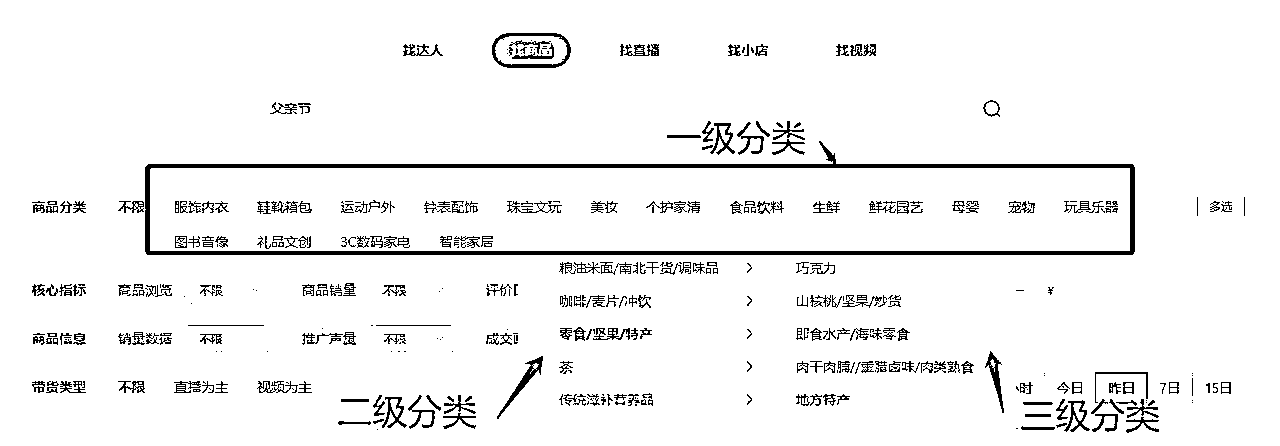 找达人 找商品 找直播 找小店 找视频
父亲节
一级分类
商品分类 不限 服饰内衣 鞋靴箱包 运动户外 钟表配饰 珠宝文玩 美妆 个护家清 食品饮料 生鲜 鲜花园艺 母婴 宠物 玩具乐器 多选
图书音像 礼品文创 3C数码家电 智能家居
粮油米面/南北干货/调味品 > 巧克力
核心指标 商品浏览 不限 商品销量 不限 评价 ¥
咖啡/麦片/冲饮 > 山核桃/坚果/炒货
商品信息 销量数据 不限 推广声量 不限 成交
零食/坚果/特产 > 即食水产/海味零食
茶 > 肉干肉脯//熏腊卤味/肉类熟食
带货类型 不限 直播为主 视频为主 时 今日 昨日 7日 15日
传统滋补营养品 > 地方特产
二级分类 三级分类